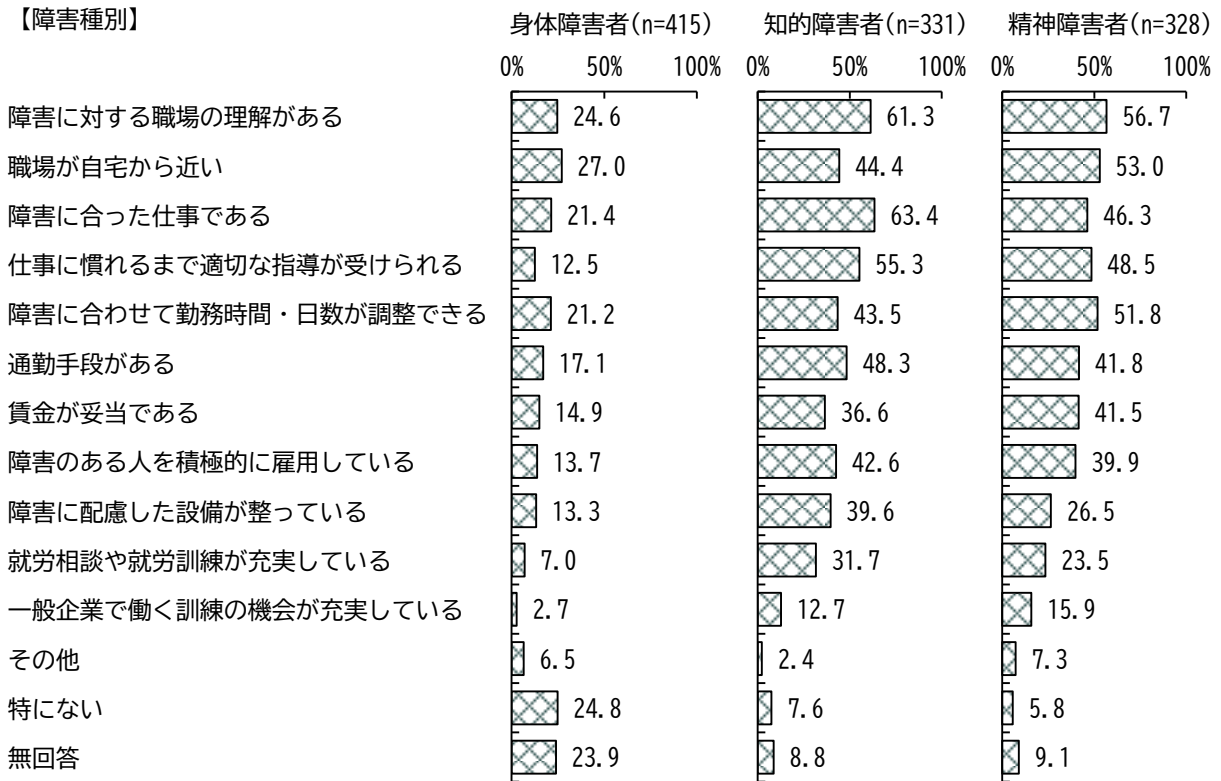 【障害種別】
身体障害者(n=415) 知的障害者(n=331) 精神障害者(n=328)
0% 50% 100% 0% 50% 100% 0% 50% 100%
障害に対する職場の理解がある 24.6 61.3 56.7
職場が自宅から近い 27.0 44.4 53.0
障害に合った仕事である 21.4 63.4 46.3
仕事に慣れるまで適切な指導が受けられる 12.5 55.3 48.5
障害に合わせて勤務時間・日数が調整できる 21.2 43.5 51.8
通勤手段がある 17.1 48.3 41.8
賃金が妥当である 14.9 36.6 41.5
障害のある人を積極的に雇用している 13.7 42.6 39.9
障害に配慮した設備が整っている 13.3 39.6 26.5
就労相談や就労訓練が充実している 7.0 31.7 23.5
一般企業で働く訓練の機会が充実している 2.7 12.7 15.9
その他 6.5 2.4 7.3
特にない 24.8 7.6 5.8
無回答 23.9 8.8 9.1